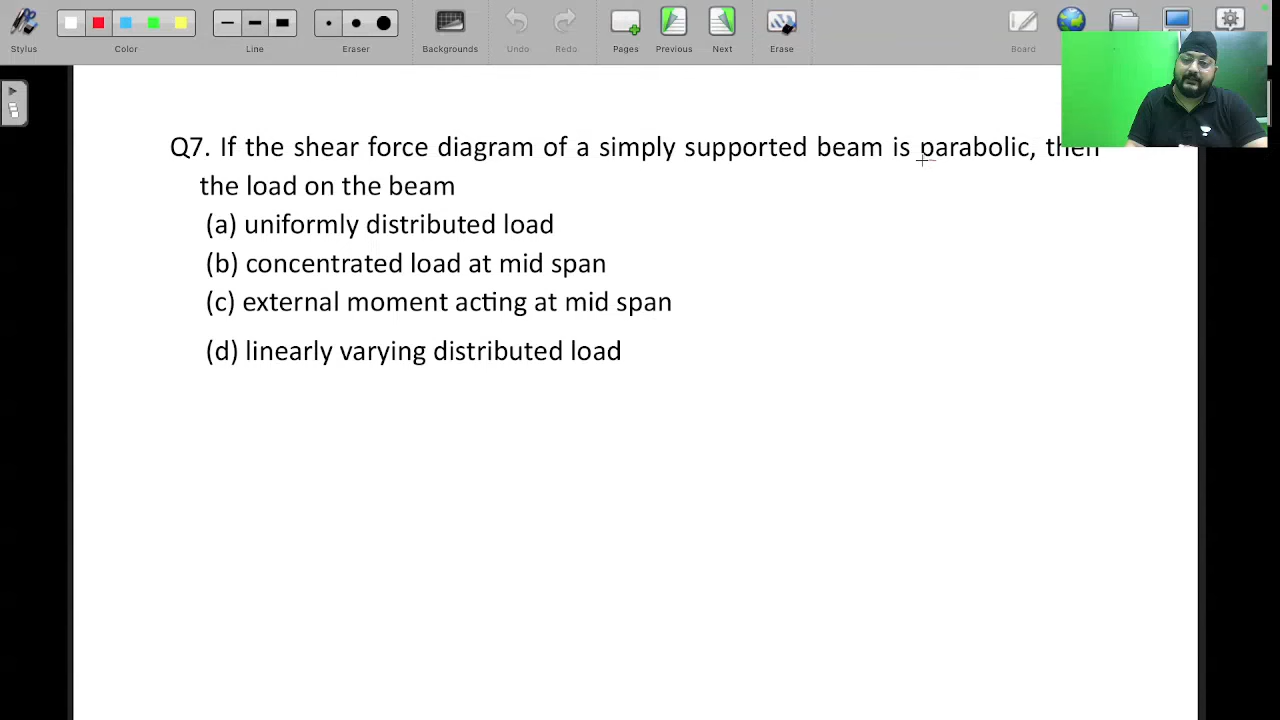 Stylus
Color
Line
Eraser
Backgrounds
Undo
Redo
Pages
Previous
Next
Erase
Board
Q7. If the shear force diagram of a simply supported beam is parabolic, then
the load on the beam
(a) uniformly distributed load
(b) concentrated load at mid span
(c) external moment acting at mid span
(d) linearly varying distributed load